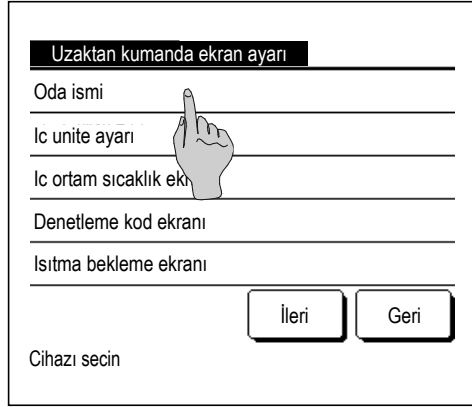 Uzaktan kumanda ekran ayarı
Oda ismi
Ic unite ayarı
Ic ortam sıcaklık
Denetleme kod ekranı
Isıtma bekleme ekranı
İleri
Geri
Cihazı secin